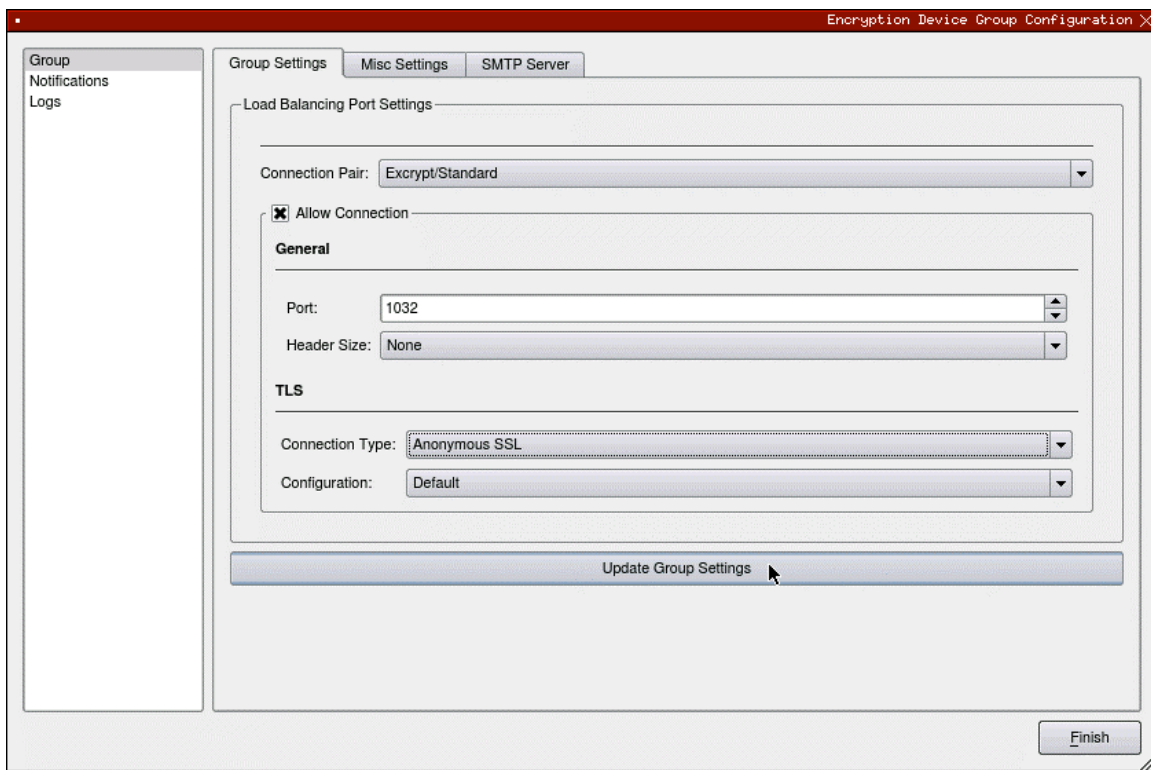 Encryption Device Group Configuration
Group
Notifications
Logs
Group Settings
Misc Settings
SMTP Server
Load Balancing Port Settings
Connection Pair: Excrypt/Standard
Allow Connection
General
Port: 1032
Header Size: None
TLS
Connection Type: Anonymous SSL
Configuration: Default
Update Group Settings
Finish